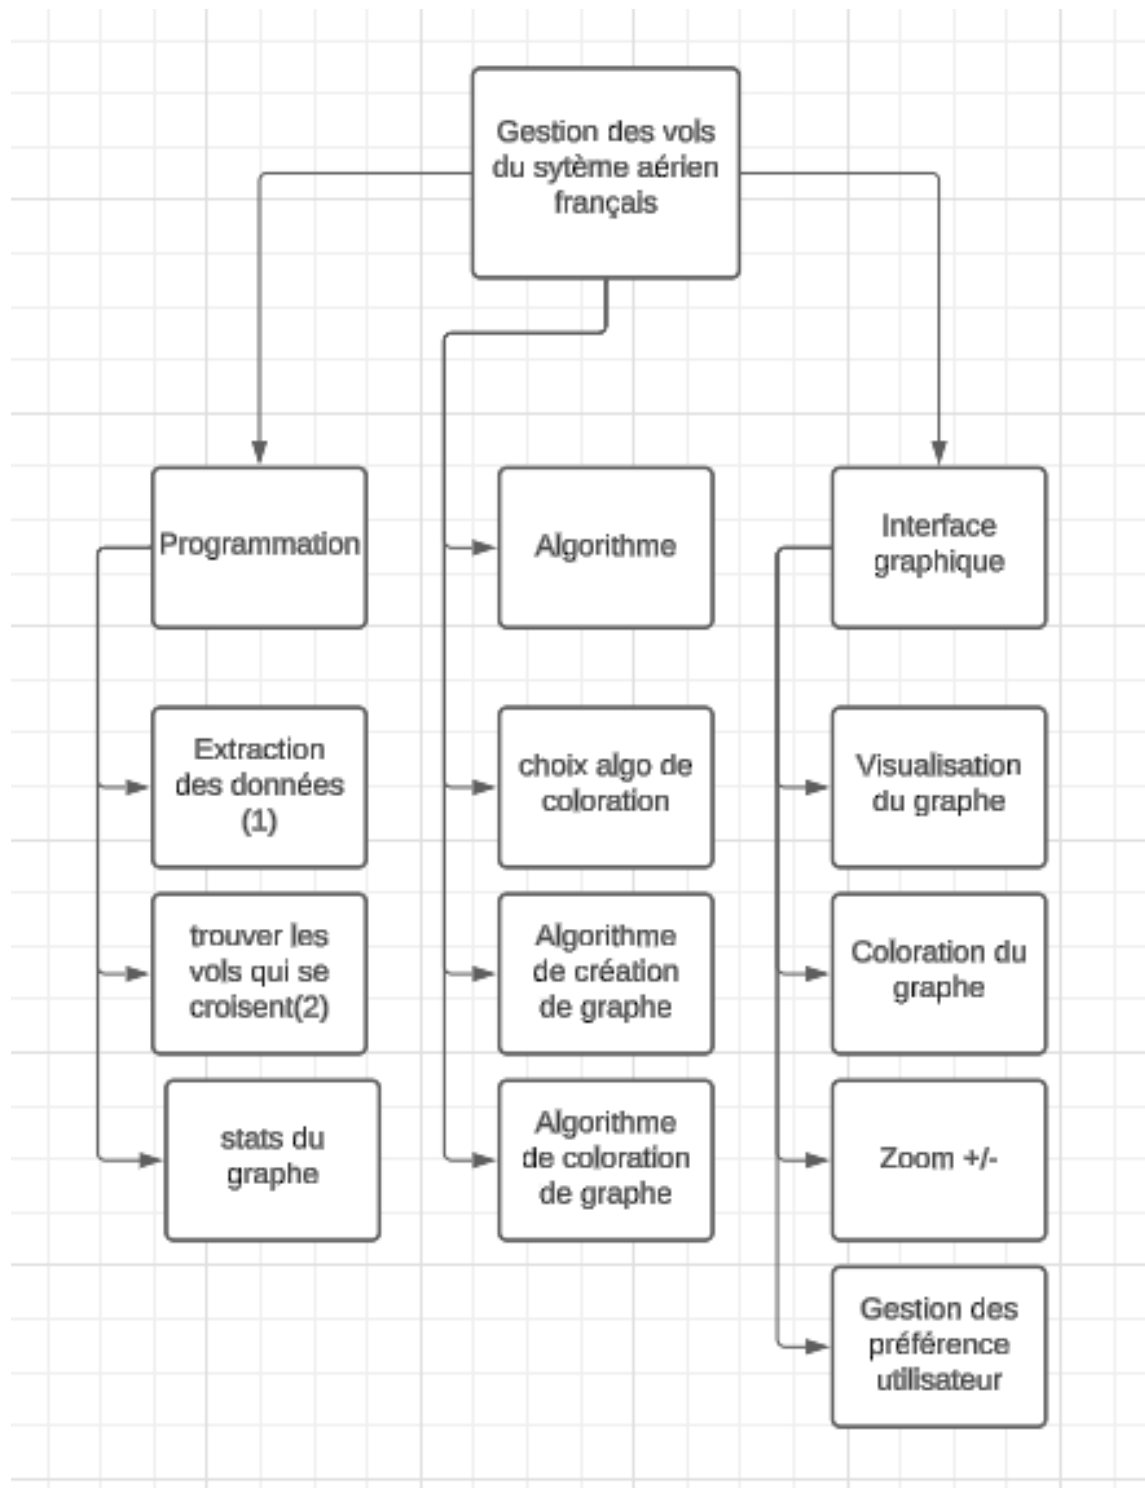 Gestion des vols
du sytème aérien
français
Programmation
Algorithme
Interface
graphique
Extraction
des données
(1)
choix algo de
coloration
Visualisation
du graphe
trouver les
vols qui se
croisent(2)
Algorithme
de création
de graphe
Coloration du
graphe
stats du
graphe
Algorithme
de coloration
de graphe
Zoom +/-
Gestion des
préférence
utilisateur